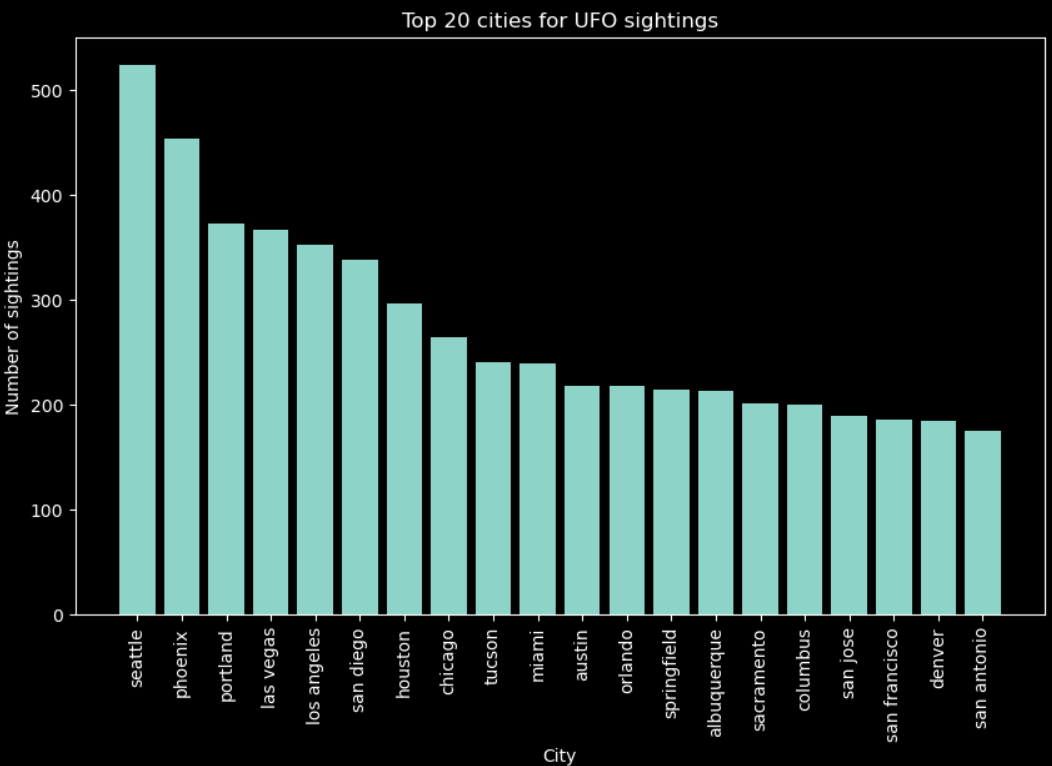 Top 20 cities for UFO sightings
Number of sightings
500
400
300
200
100
0
seattle
phoenix
portland
las vegas
los angeles
san diego
houston
chicago
tucson
miami
austin
orlando
springfield
albuquerque
sacramento
columbus
san jose
san francisco
denver
san antonio
City